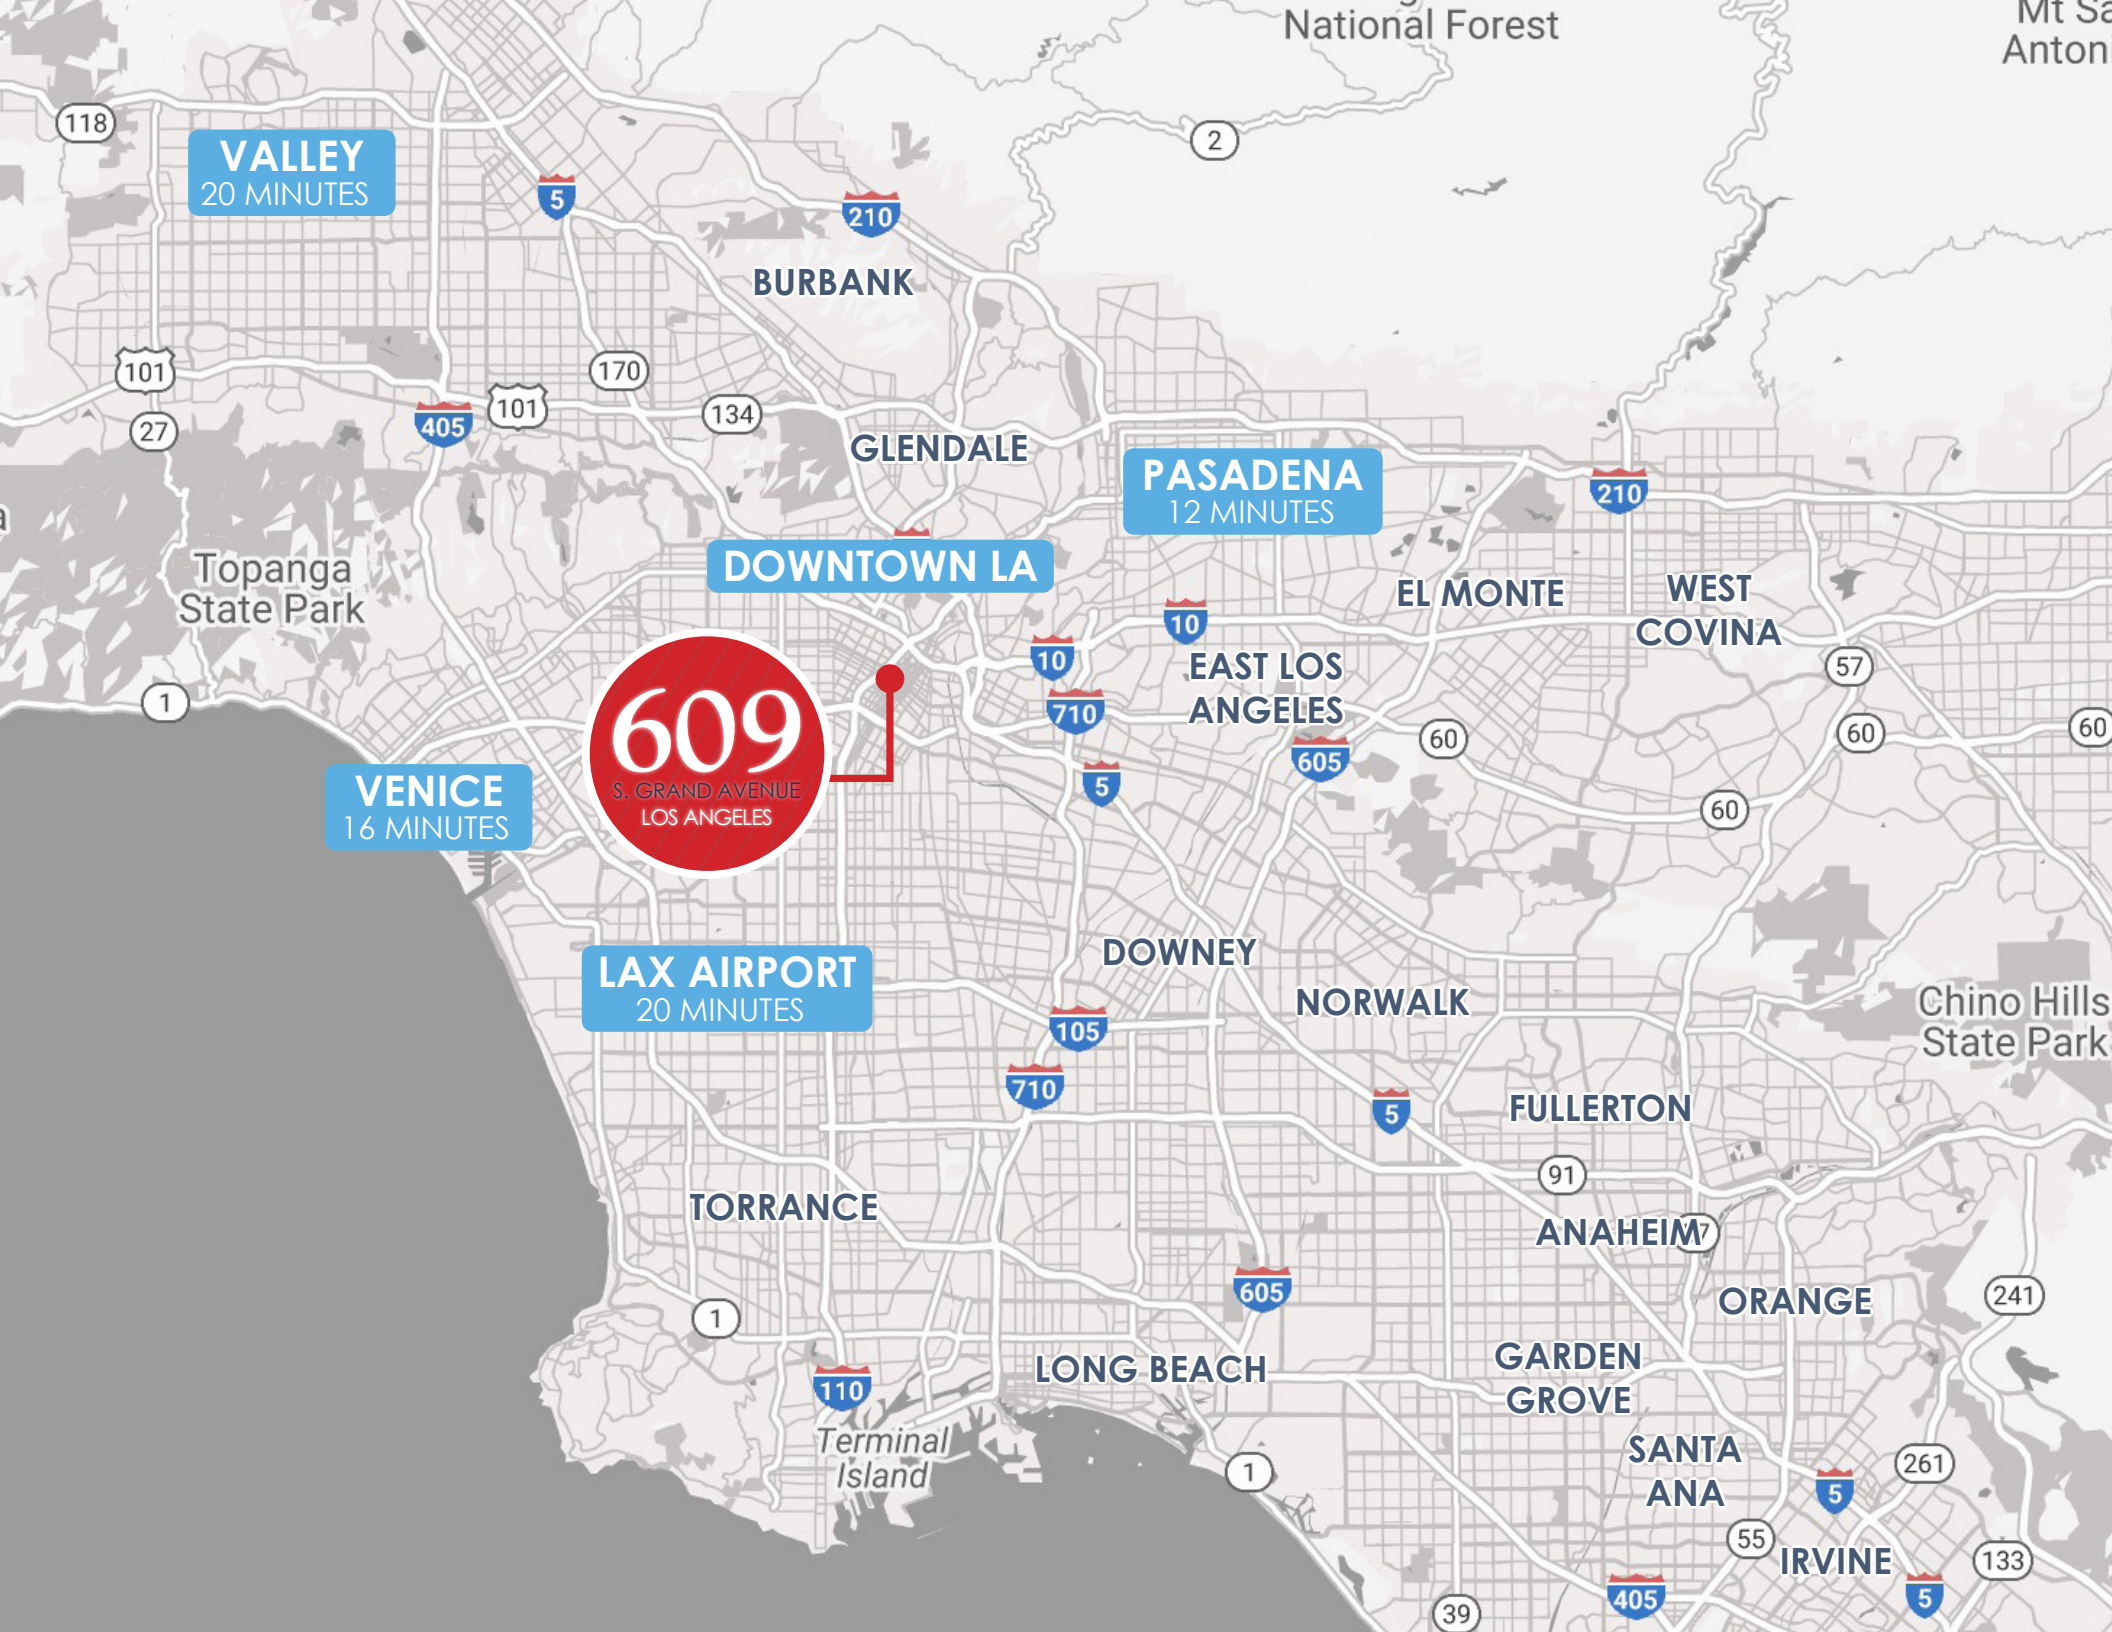 National Forest
Mt Sa
Antoni
118
2
VALLEY
20 MINUTES
5
210
BURBANK
101
170
101
134
27
405
GLENDALE
PASADENA
12 MINUTES
210
a
DOWNTOWN LA
Topanga
State Park
EL MONTE
WEST
COVINA
10
10
EAST LOS
ANGELES
57
1
710
60
60
60
605
609
S. GRAND AVENUE
LOS ANGELES
5
VENICE
16 MINUTES
60
DOWNEY
LAX AIRPORT
20 MINUTES
NORWALK
Chino Hills
State Park
105
710
5
FULLERTON
91
TORRANCE
ANAHEIM
7
605
ORANGE
241
1
GARDEN
GROVE
LONG BEACH
110
Terminal
Island
SANTA
ANA
1
261
5
55
IRVINE
133
405
5
39